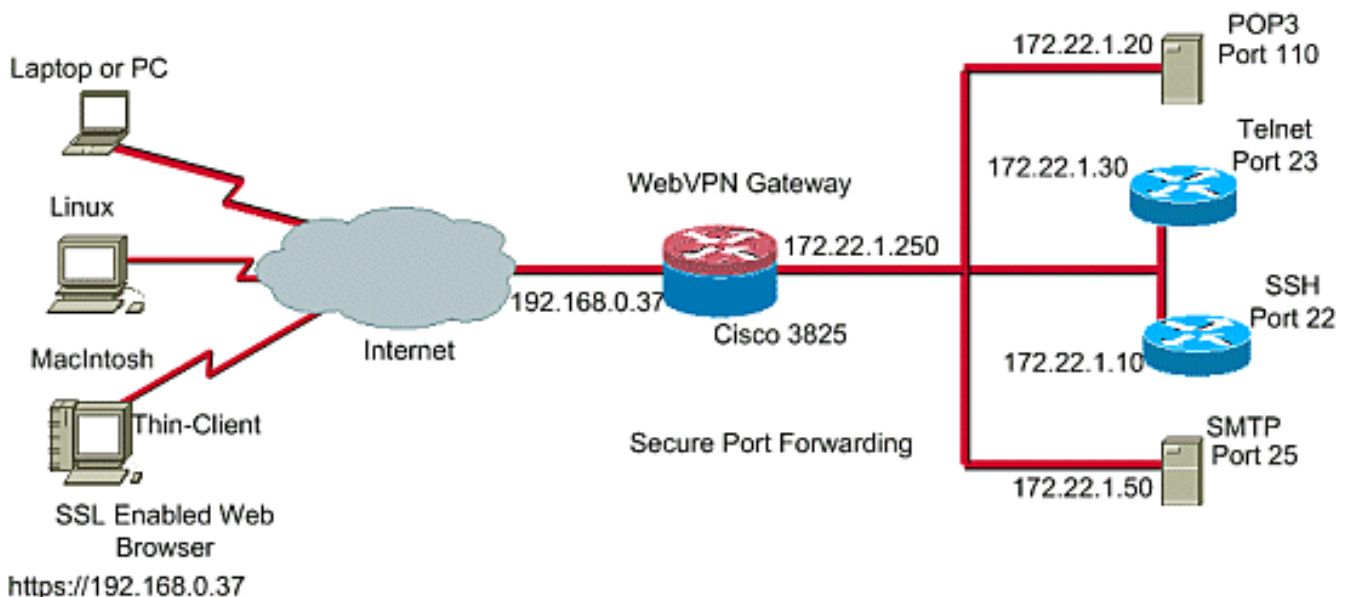 Laptop or PC
Linux
MacIntosh
Thin-Client
SSL Enabled Web
Browser
https://192.168.0.37
Internet
192.168.0.37
WebVPN Gateway
172.22.1.250
Cisco 3825
Secure Port Forwarding
172.22.1.20
POP3
Port 110
172.22.1.30
Telnet
Port 23
172.22.1.10
SSH
Port 22
172.22.1.50
SMTP
Port 25